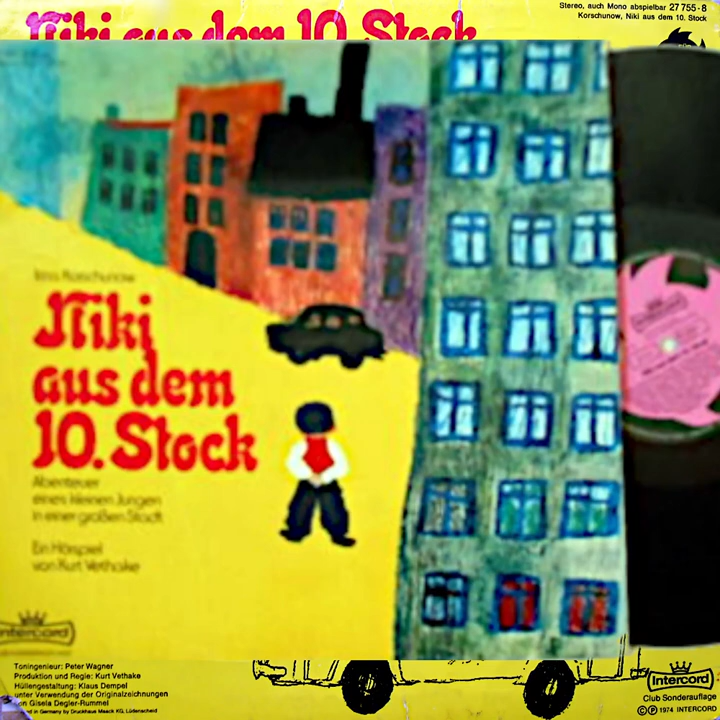 Stereo, auch Mono abspielbar 27 755-8
Korschunow, Niki aus dem 10. Stock
Niki aus dem 10. Stock
Irina Korschunow
Niki
aus dem
10. Stock
Abenteuer
eines kleinen Jungen
in einer großen Stadt
Ein Hörspiel
von Kurt Vethake
Intercord
Toningenieur: Peter Wagner
Produktion und Regie: Kurt Vethake
Hüllengestaltung: Klaus Dempel
unter Verwendung der Originalzeichnungen
von Gisela Degler-Rummel
Printed in Germany by Druckhaus Maack KG, Lüdenscheid
Intercord
Club Sonderauflage
©℗ 1974 INTERCORD